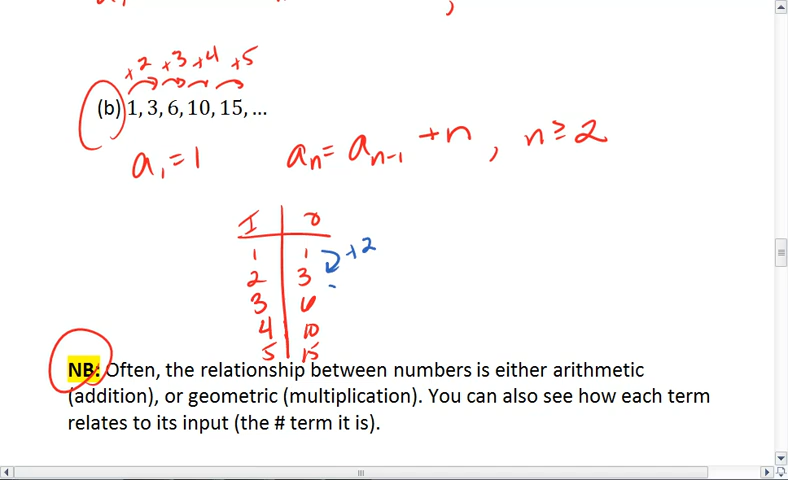 +2 +3 +4 +5
(b) 1, 3, 6, 10, 15, ...
a₁ = 1 aₙ = aₙ₋₁ + n, n ≥ 2
I O
1 1 +2
2 3
3 6
4 10
5 15
NB: Often, the relationship between numbers is either arithmetic
(addition), or geometric (multiplication). You can also see how each term
relates to its input (the # term it is).